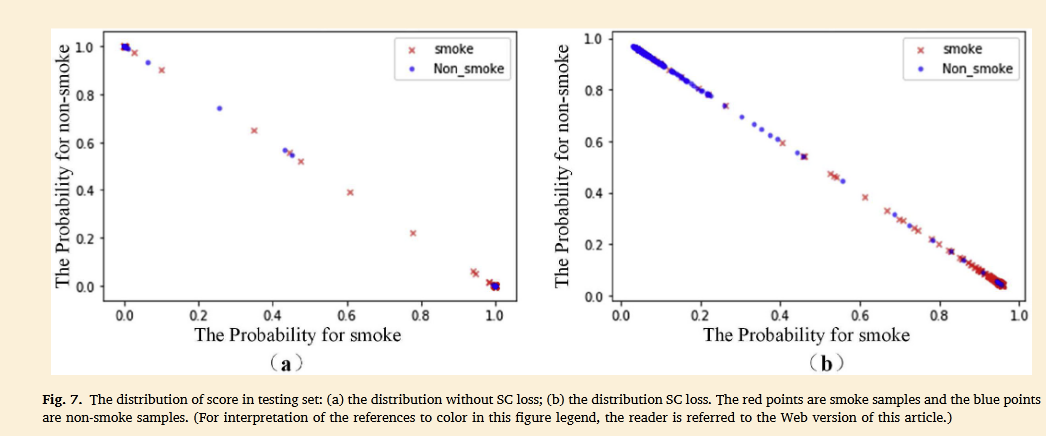 The Probability for non-smoke
1.0
0.8
0.6
0.4
0.2
0.0
smoke
Non_smoke
0.0 0.2 0.4 0.6 0.8 1.0
The Probability for smoke
(a)
The Probability for non-smoke
1.0
0.8
0.6
0.4
0.2
0.0
smoke
Non_smoke
0.0 0.2 0.4 0.6 0.8 1.0
The Probability for smoke
(b)
Fig. 7. The distribution of score in testing set: (a) the distribution without SC loss; (b) the distribution SC loss. The red points are smoke samples and the blue points
are non-smoke samples. (For interpretation of the references to color in this figure legend, the reader is referred to the Web version of this article.)